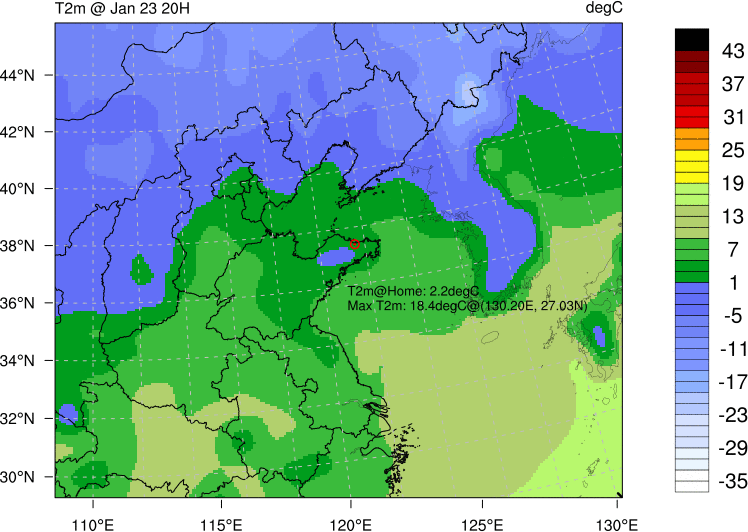 T2m @ Jan 23 20H
degC
44°N
42°N
40°N
38°N
36°N
34°N
32°N
30°N
110°E
115°E
120°E
125°E
130°E
T2m@Home: 2.2degC
Max T2m: 18.4degC@(130.20E, 27.03N)
43
37
31
25
19
13
7
1
-5
-11
-17
-23
-29
-35